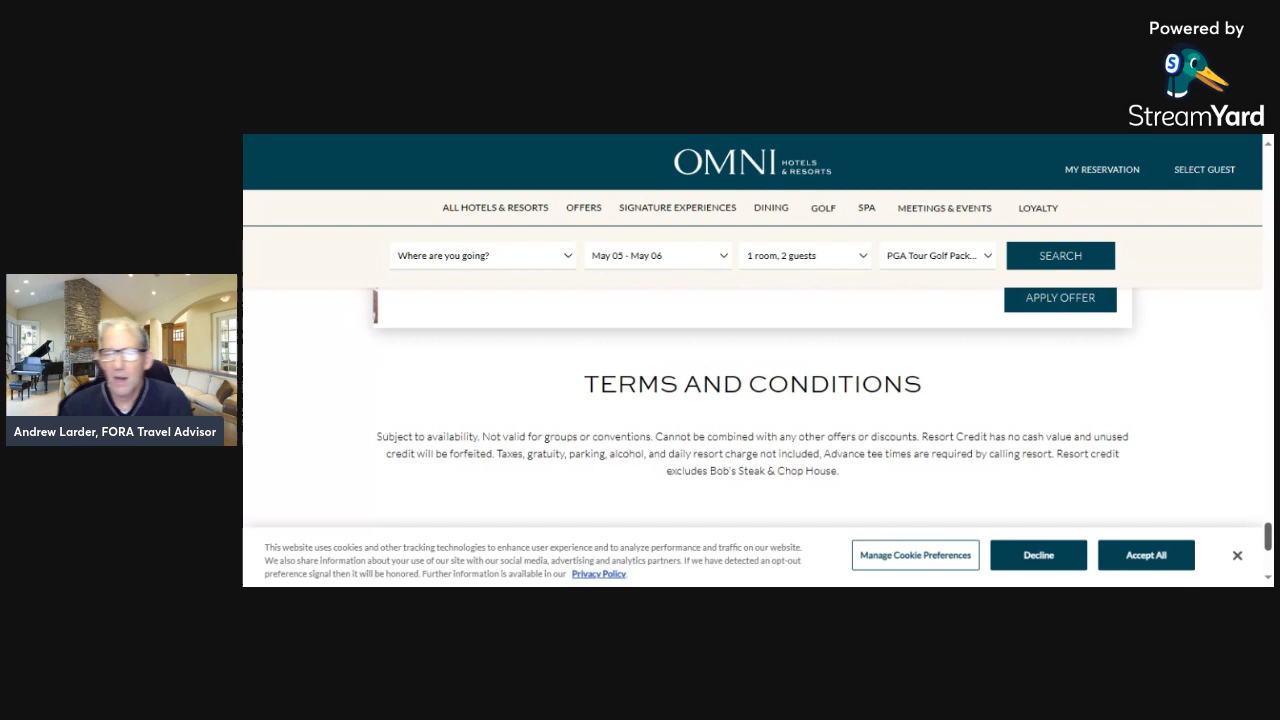 Powered by
S
StreamYard
OMNI HOTELS & RESORTS
MY RESERVATION
SELECT GUEST
ALL HOTELS & RESORTS
OFFERS
SIGNATURE EXPERIENCES
DINING
GOLF
SPA
MEETINGS & EVENTS
LOYALTY
Where are you going?
May 05 - May 06
1 room, 2 guests
PGA Tour Golf Pack...
SEARCH
APPLY OFFER
TERMS AND CONDITIONS
Subject to availability. Not valid for groups or conventions. Cannot be combined with any other offers or discounts. Resort Credit has no cash value and unused
credit will be forfeited. Taxes, gratuity, parking, alcohol, and daily resort charge not included, Advance tee times are required by calling resort. Resort credit
excludes Bob's Steak & Chop House.
Andrew Larder, FORA Travel Advisor
This website uses cookies and other tracking technologies to enhance user experience and to analyze performance and traffic on our website.
We also share information about your use of our site with our social media, advertising and analytics partners. If we have detected an opt-out
preference signal then it will be honored. Further information is available in our Privacy Policy
Manage Cookie Preferences
Decline
Accept All